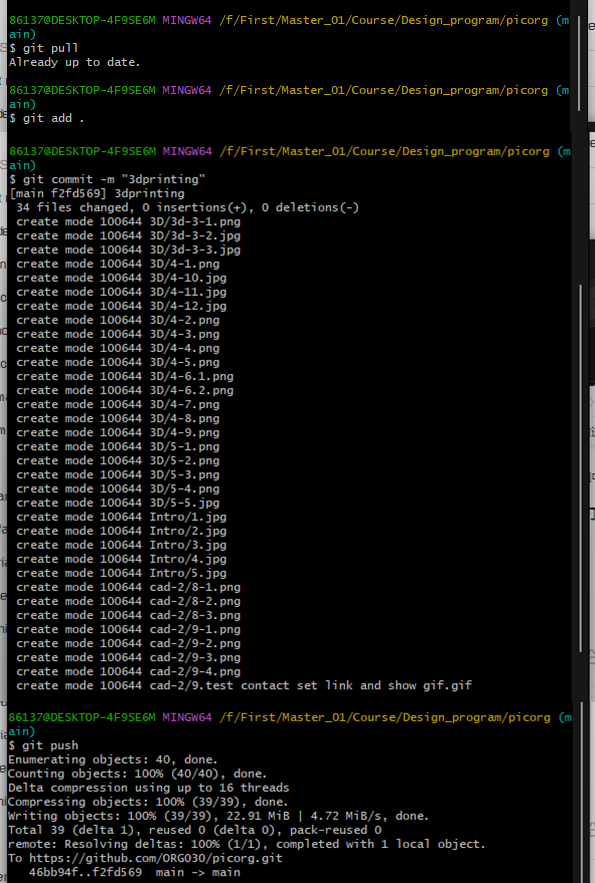 86137@DESKTOP-4F9SE6M MINGW64 /f/First/Master_01/Course/Design_program/picorg (m
ain)
$ git pull
Already up to date.
86137@DESKTOP-4F9SE6M MINGW64 /f/First/Master_01/Course/Design_program/picorg (m
ain)
$ git add .
86137@DESKTOP-4F9SE6M MINGW64 /f/First/Master_01/Course/Design_program/picorg (m
ain)
$ git commit -m "3dprinting"
[main f2fd569] 3dprinting
 34 files changed, 0 insertions(+), 0 deletions(-)
 create mode 100644 3D/3d-3-1.png
 create mode 100644 3D/3d-3-2.jpg
 create mode 100644 3D/3d-3-3.jpg
 create mode 100644 3D/4-1.png
 create mode 100644 3D/4-10.jpg
 create mode 100644 3D/4-11.jpg
 create mode 100644 3D/4-12.jpg
 create mode 100644 3D/4-2.png
 create mode 100644 3D/4-3.png
 create mode 100644 3D/4-4.png
 create mode 100644 3D/4-5.png
 create mode 100644 3D/4-6.1.png
 create mode 100644 3D/4-6.2.png
 create mode 100644 3D/4-7.png
 create mode 100644 3D/4-8.png
 create mode 100644 3D/4-9.png
 create mode 100644 3D/5-1.png
 create mode 100644 3D/5-2.png
 create mode 100644 3D/5-3.png
 create mode 100644 3D/5-4.png
 create mode 100644 3D/5-5.jpg
 create mode 100644 Intro/1.jpg
 create mode 100644 Intro/2.jpg
 create mode 100644 Intro/3.jpg
 create mode 100644 Intro/4.jpg
 create mode 100644 Intro/5.jpg
 create mode 100644 cad-2/8-1.png
 create mode 100644 cad-2/8-2.png
 create mode 100644 cad-2/8-3.png
 create mode 100644 cad-2/9-1.png
 create mode 100644 cad-2/9-2.png
 create mode 100644 cad-2/9-3.png
 create mode 100644 cad-2/9-4.png
 create mode 100644 cad-2/9.test contact set link and show gif.gif
86137@DESKTOP-4F9SE6M MINGW64 /f/First/Master_01/Course/Design_program/picorg (m
ain)
$ git push
Enumerating objects: 40, done.
Counting objects: 100% (40/40), done.
Delta compression using up to 16 threads
Compressing objects: 100% (39/39), done.
Writing objects: 100% (39/39), 22.91 MiB | 4.72 MiB/s, done.
Total 39 (delta 1), reused 0 (delta 0), pack-reused 0
remote: Resolving deltas: 100% (1/1), completed with 1 local object.
To https://github.com/ORG030/picorg.git
   46bb94f..f2fd569  main -> main